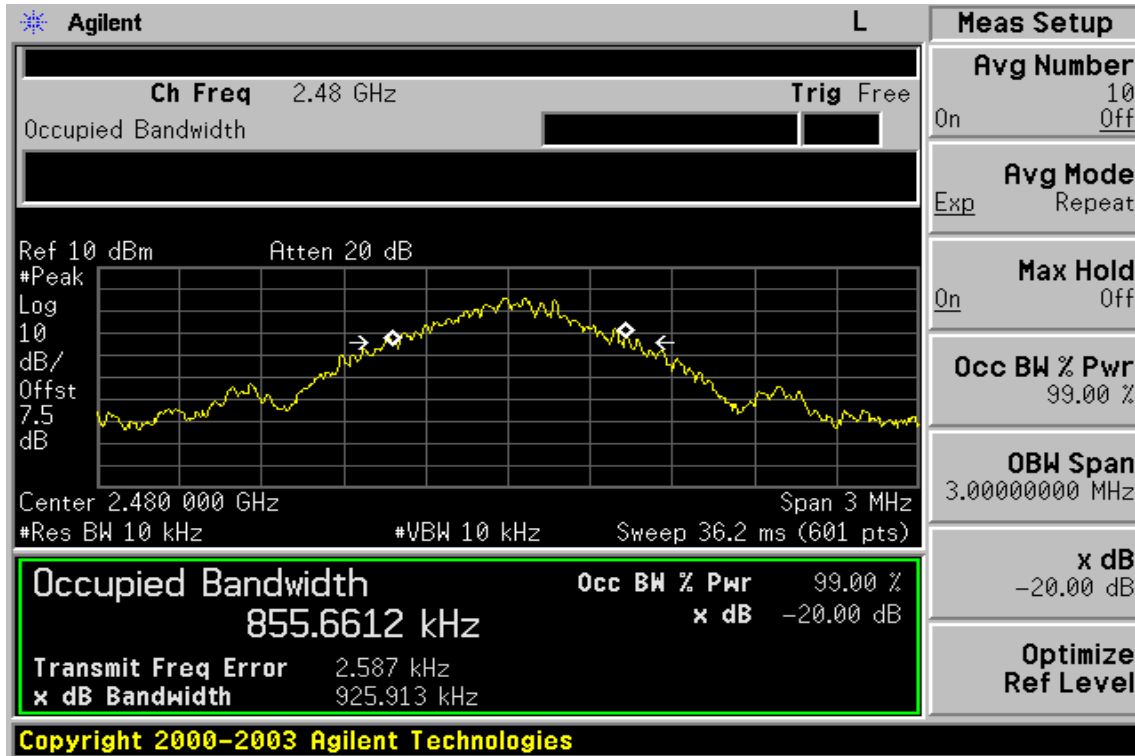 Agilent L
Ch Freq 2.48 GHz Trig Free
Occupied Bandwidth
Ref 10 dBm Atten 20 dB
#Peak
Log
10
dB/
Offst
7.5
dB
Center 2.480 000 GHz Span 3 MHz
#Res BW 10 kHz #VBW 10 kHz Sweep 36.2 ms (601 pts)
Occupied Bandwidth
855.6612 kHz
Occ BW % Pwr 99.00 %
x dB -20.00 dB
Transmit Freq Error 2.587 kHz
x dB Bandwidth 925.913 kHz
Copyright 2000-2003 Agilent Technologies
Meas Setup
Avg Number
10
On Off
Avg Mode
Exp Repeat
Max Hold
On Off
Occ BW % Pwr
99.00 %
OBW Span
3.00000000 MHz
x dB
-20.00 dB
Optimize
Ref Level